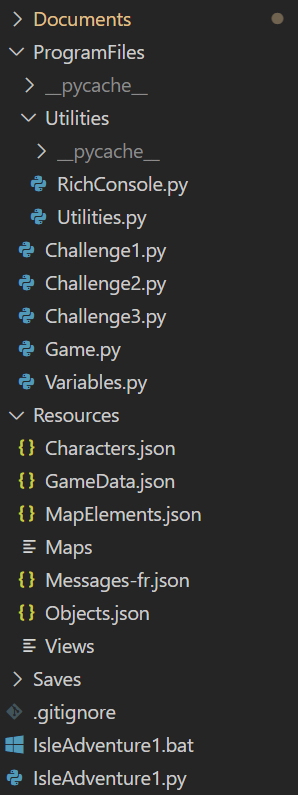 Documents
ProgramFiles
__pycache__
Utilities
__pycache__
RichConsole.py
Utilities.py
Challenge1.py
Challenge2.py
Challenge3.py
Game.py
Variables.py
Resources
Characters.json
GameData.json
MapElements.json
Maps
Messages-fr.json
Objects.json
Views
Saves
.gitignore
IsleAdventure1.bat
IsleAdventure1.py